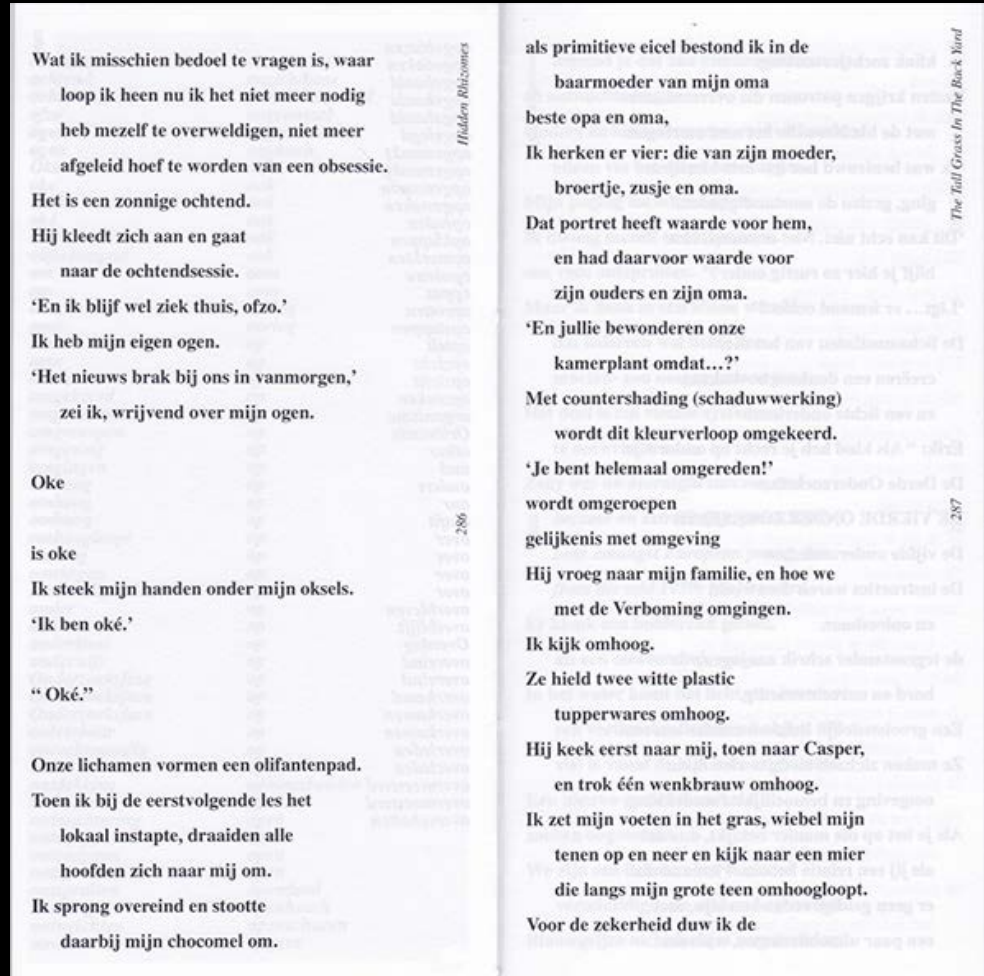 Wat ik misschien bedoel te vragen is, waar
loop ik heen nu ik het niet meer nodig
heb mezelf te overweldigen, niet meer
afgeleid hoef te worden van een obsessie.
Het is een zonnige ochtend.
Hij kleedt zich aan en gaat
naar de ochtendsessie.
‘En ik blijf wel ziek thuis, ofzo.’
Ik heb mijn eigen ogen.
‘Het nieuws brak bij ons in vanmorgen,’
zei ik, wrijvend over mijn ogen.
Oke
is oke
Ik steek mijn handen onder mijn oksels.
‘Ik ben oké.’
“ Oké.”
Onze lichamen vormen een olifantenpad.
Toen ik bij de eerstvolgende les het
lokaal instapte, draaiden alle
hoofden zich naar mij om.
Ik sprong overeind en stootte
daarbij mijn chocomel om.
Hidden Rhizomes
286
als primitieve eicel bestond ik in de
baarmoeder van mijn oma
beste opa en oma,
Ik herken er vier: die van zijn moeder,
broertje, zusje en oma.
Dat portret heeft waarde voor hem,
en had daarvoor waarde voor
zijn ouders en zijn oma.
‘En jullie bewonderen onze
kamerplant omdat…?’
Met countershading (schaduwwerking)
wordt dit kleurverloop omgekeerd.
‘Je bent helemaal omgereden!’
wordt omgeroepen
gelijkenis met omgeving
Hij vroeg naar mijn familie, en hoe we
met de Verboming omgingen.
Ik kijk omhoog.
Ze hield twee witte plastic
tupperwares omhoog.
Hij keek eerst naar mij, toen naar Casper,
en trok één wenkbrauw omhoog.
Ik zet mijn voeten in het gras, wiebel mijn
tenen op en neer en kijk naar een mier
die langs mijn grote teen omhoogloopt.
Voor de zekerheid duw ik de
The Tall Grass In The Back Yard
287